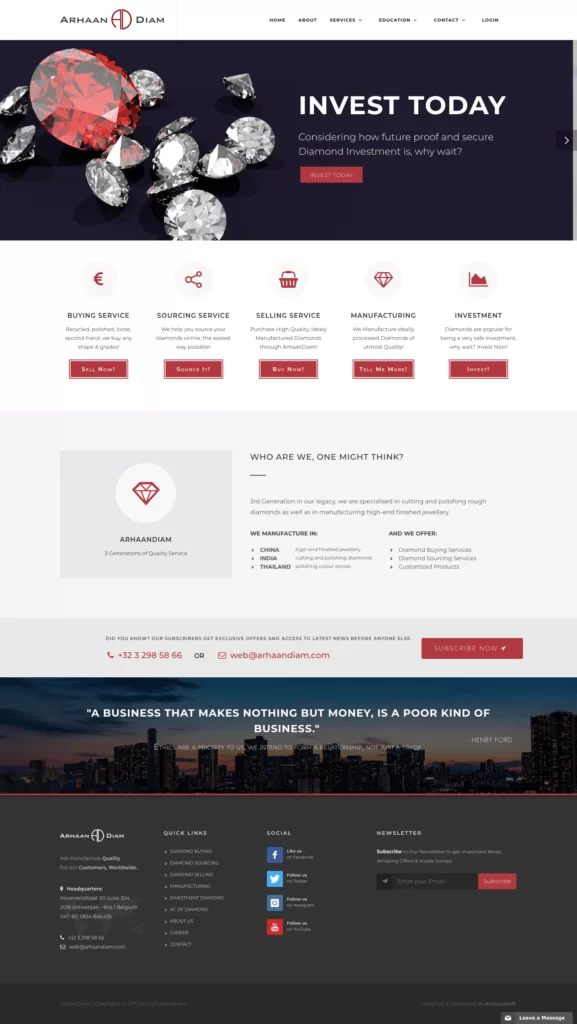 ARHAAN AD DIAM
HOME ABOUT SERVICES EDUCATION CONTACT LOGIN
INVEST TODAY
Considering how future proof and secure
Diamond Investment is, why wait?
INVEST TODAY
€
BUYING SERVICE
Recycled, polished, loose,
second-hand, we buy any
shape & grades!
Sell Now!
SOURCING SERVICE
We help you source your
diamonds online, the easiest
way possible!
Source It!
SELLING SERVICE
Purchase High Quality, Idealy
Manufactured Diamonds
through ArhaanDiam!
Buy Now!
MANUFACTURING
We Manufacture ideally
processed Diamonds of
utmost Quality!
Tell Me More!
INVESTMENT
Diamonds are popular for
being a very safe investment,
why wait? Invest Now!
Invest!
WHO ARE WE, ONE MIGHT THINK?
ARHAANDIAM
3 Generations of Quality Service
3rd Generation in our legacy, we are specialised in cutting and polishing rough
diamonds as well as in manufacturing high-end finished jewellery.
WE MANUFACTURE IN:
CHINA high-end finished jewellery
INDIA cutting and polishing diamonds
THAILAND polishing colour stones
AND WE OFFER:
Diamond Buying Services
Diamond Sourcing Services
Customized Products
DID YOU KNOW? OUR SUBSCRIBERS GET EXCLUSIVE OFFERS AND ACCESS TO LATEST NEWS BEFORE ANYONE ELSE.
+32 3 298 58 66 OR web@arhaandiam.com
SUBSCRIBE NOW
"A BUSINESS THAT MAKES NOTHING BUT MONEY, IS A POOR KIND OF
BUSINESS."
- HENRY FORD
Ethics are a priority to us, we istend to form a relationship, not just a trade
ARHAAN AD DIAM
We manufacture Quality
For our Customers, Worldwide.
Headquarters:
Hoveniersstraat 30 Suite 924
2018 Antwerpen - Box 1 Belgium
VAT: BE 0834.846.435
+32 3 298 58 66
web@arhaandiam.com
QUICK LINKS
DIAMOND BUYING
DIAMOND SOURCING
DIAMOND SELLING
MANUFACTURING
INVESTMENT DIAMOND
4C OF DIAMOND
ABOUT US
CAREER
CONTACT
SOCIAL
Like us
on Facebook
Follow us
on Twitter
Follow us
on Instagram
Follow us
on YouTube
NEWSLETTER
Subscribe to Our Newsletter to get Important News,
Amazing Offers & Inside Scoops:
Enter your Email
Subscribe
All Rights Reserved.
Designed & Developed By ArhaanSoft
Leave a Message